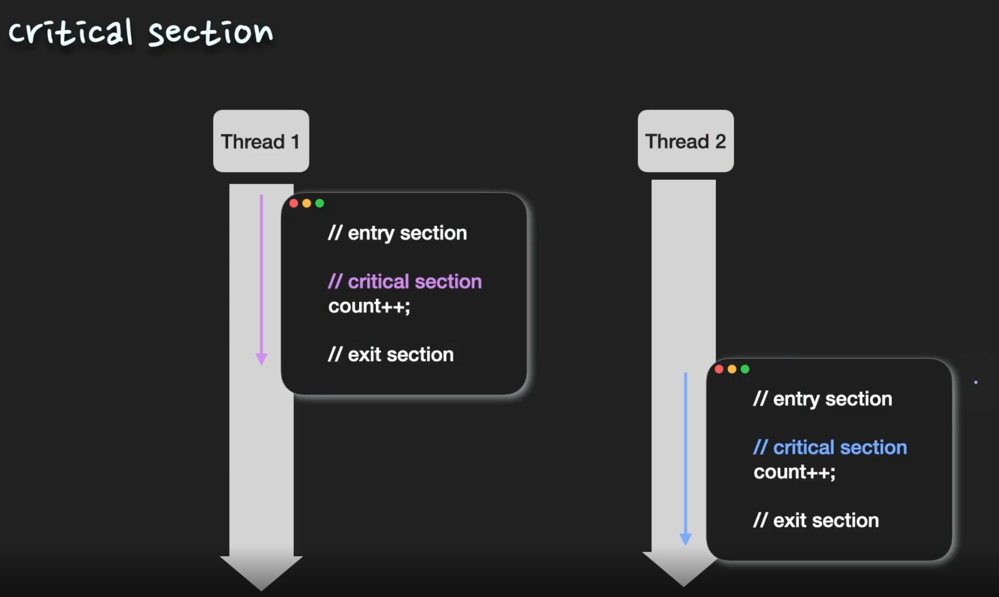 critical section
Thread 1
// entry section
// critical section
count++;
// exit section
Thread 2
// entry section
// critical section
count++;
// exit section